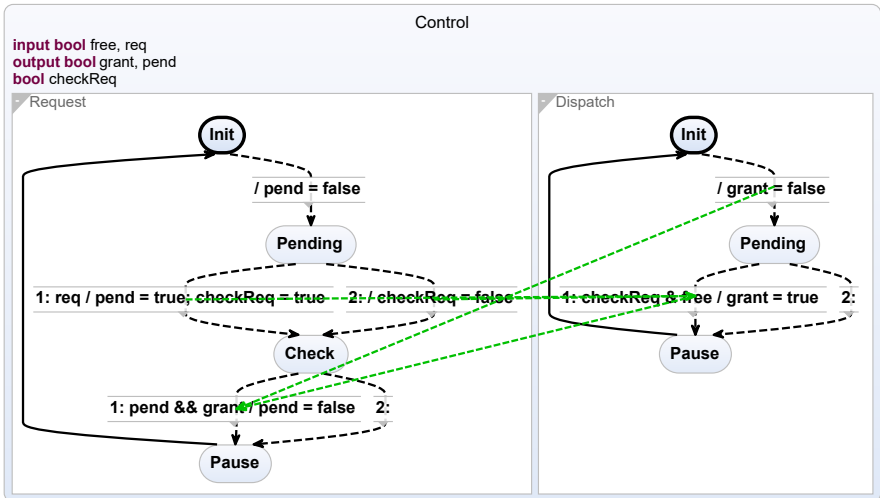 Control
input bool free, req
output bool grant, pend
bool checkReq
- Request
Init
/ pend = false
Pending
1: req / pend = true; checkReq = true
2: / checkReq = false
Check
1: pend && grant / pend = false
2:
Pause
- Dispatch
Init
/ grant = false
Pending
1: checkReq & free / grant = true
2:
Pause